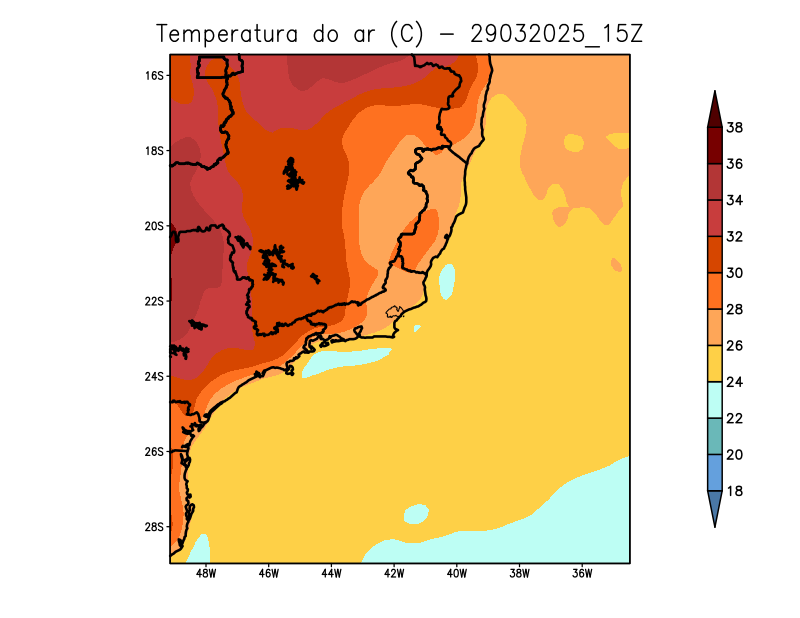 Temperatura do ar (C) – 29032025_15Z
16S
18S
20S
22S
24S
26S
28S
48W 46W 44W 42W 40W 38W 36W
38
36
34
32
30
28
26
24
22
20
18